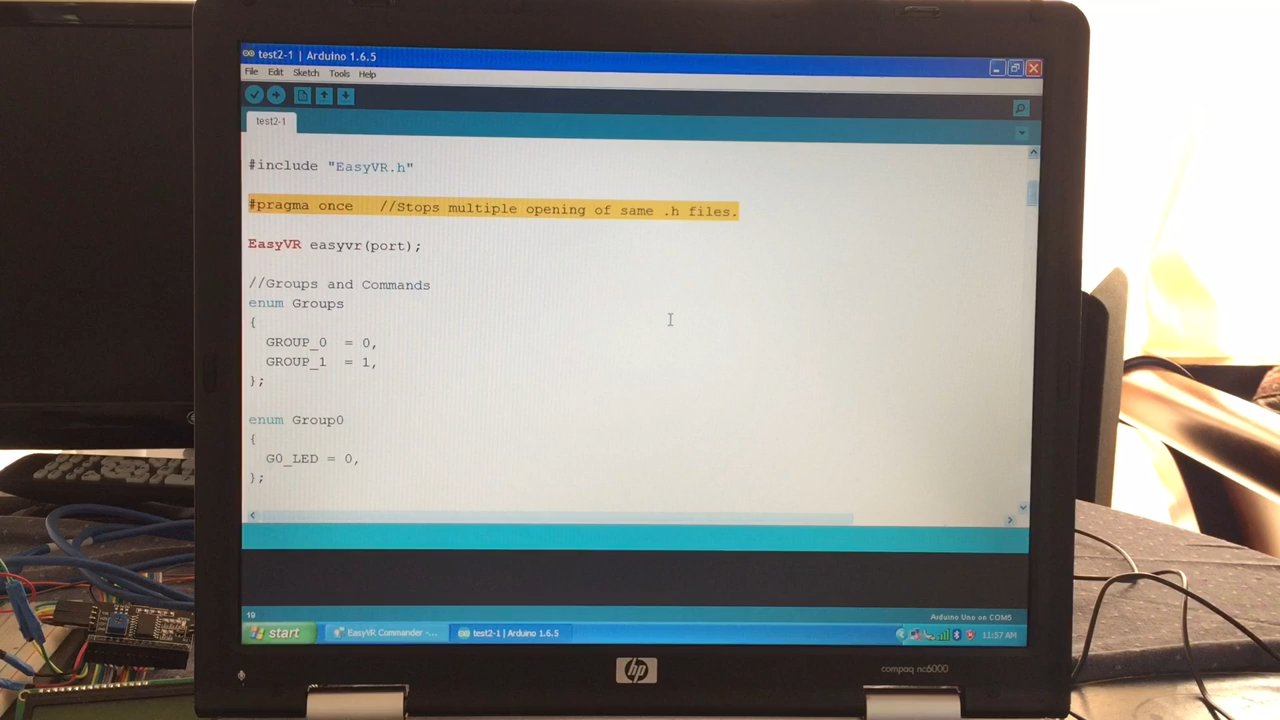 test2-1 | Arduino 1.6.5
File Edit Sketch Tools Help
test2-1
#include "EasyVR.h"
#pragma once   //Stops multiple opening of same .h files.
EasyVR easyvr(port);
//Groups and Commands
enum Groups
{
  GROUP_0  = 0,
  GROUP_1  = 1,
};
enum Group0
{
  G0_LED = 0,
};
19
Arduino Uno on COM5
start
EasyVR Commander -...
test2-1 | Arduino 1.6.5
11:57 AM
hp
compaq nc6000